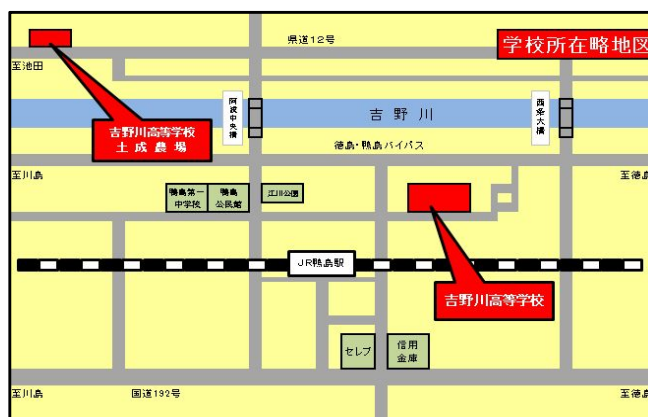 学校所在略地図
県道12号
至池田
吉野川高等学校
土成農場
阿波中央橋
吉野川
西条大橋
徳島・鴨島バイパス
至川島
至徳島
鴨島第一
中学校
鴨島
公民館
江川公園
JR鴨島駅
吉野川高等学校
セレブ
信用
金庫
至川島
国道192号
至徳島